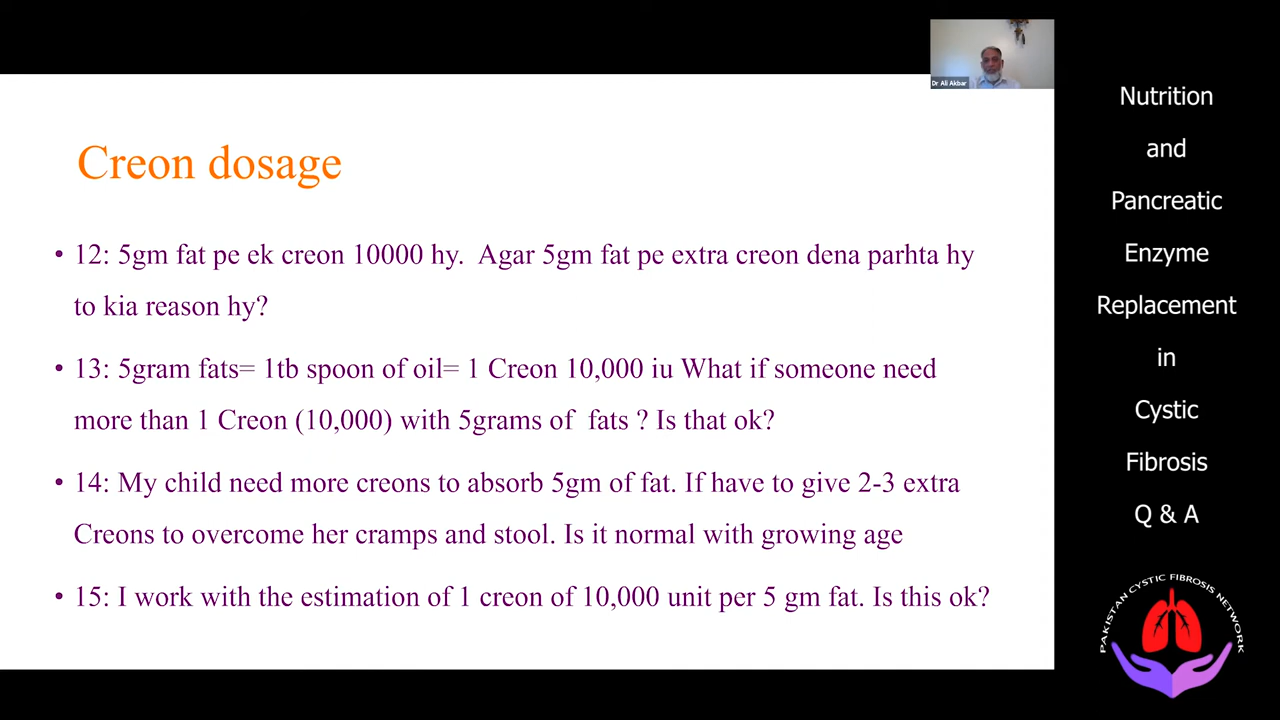 Dr Ali Akbar
Creon dosage
• 12: 5gm fat pe ek creon 10000 hy. Agar 5gm fat pe extra creon dena parhta hy
to kia reason hy?
• 13: 5gram fats= 1tb spoon of oil= 1 Creon 10,000 iu What if someone need
more than 1 Creon (10,000) with 5grams of fats ? Is that ok?
• 14: My child need more creons to absorb 5gm of fat. If have to give 2-3 extra
Creons to overcome her cramps and stool. Is it normal with growing age
• 15: I work with the estimation of 1 creon of 10,000 unit per 5 gm fat. Is this ok?
Nutrition
and
Pancreatic
Enzyme
Replacement
in
Cystic
Fibrosis
Q & A
PAKISTAN CYSTIC FIBROSIS NETWORK